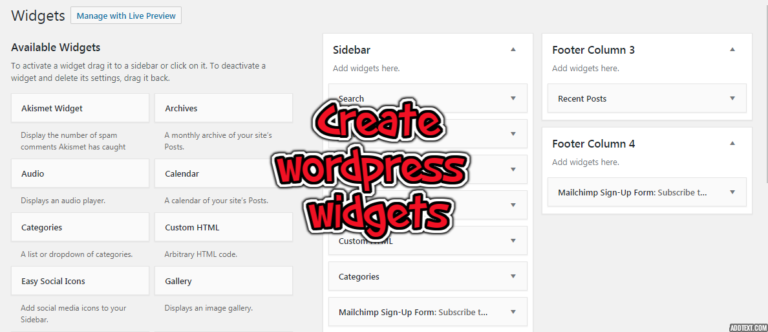 Widgets
Manage with Live Preview
Available Widgets
To activate a widget drag it to a sidebar or click on it. To deactivate a
widget and delete its settings, drag it back.
Akismet Widget
Archives
Display the number of spam
comments Akismet has caught
A monthly archive of your site's
Posts.
Audio
Calendar
Displays an audio player.
A calendar of your site's Posts.
Categories
Custom HTML
A list or dropdown of categories.
Arbitrary HTML code.
Easy Social Icons
Gallery
Add social media icons to your
Sidebar.
Displays an image gallery.
Sidebar
Add widgets here.
Search
Create
wordpress
widgets
Custom HTML
Categories
Mailchimp Sign-Up Form: Subscribe t...
Footer Column 3
Add widgets here.
Recent Posts
Footer Column 4
Add widgets here.
Mailchimp Sign-Up Form: Subscribe t...
ADDTEXT.COM